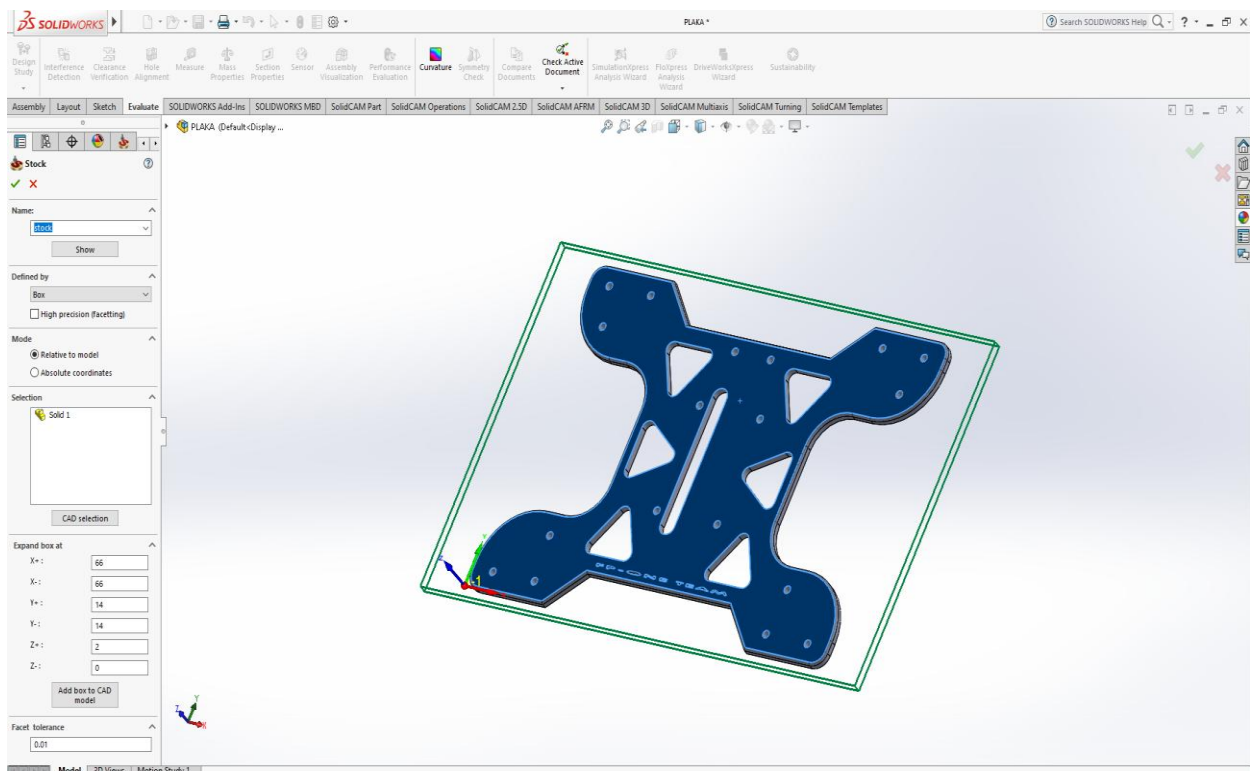 SOLIDWORKS
PLAKA *
Search SOLIDWORKS Help
Design Study
Interference Detection
Clearance Verification
Hole Alignment
Measure
Mass Properties
Section Properties
Sensor
Assembly Visualization
Performance Evaluation
Curvature
Symmetry Check
Compare Documents
Check Active Document
SimulationXpress Analysis Wizard
FloXpress Analysis Wizard
DriveWorksXpress Wizard
Sustainability
Assembly Layout Sketch Evaluate SOLIDWORKS Add-Ins SOLIDWORKS MBD SolidCAM Part SolidCAM Operations SolidCAM 2.5D SolidCAM AFRM SolidCAM 3D SolidCAM Multiaxis SolidCAM Turning SolidCAM Templates
PLAKA (Default<Display ...
Stock
Name:
stock
Show
Defined by
Box
High precision (facetting)
Mode
Relative to model
Absolute coordinates
Selection
Solid 1
CAD selection
Expand box at
X+ : 66
X- : 66
Y+ : 14
Y- : 14
Z+ : 2
Z- : 0
Add box to CAD model
Facet tolerance
0.01
1
Y
Z
X
Model 3D Views Motion Study 1